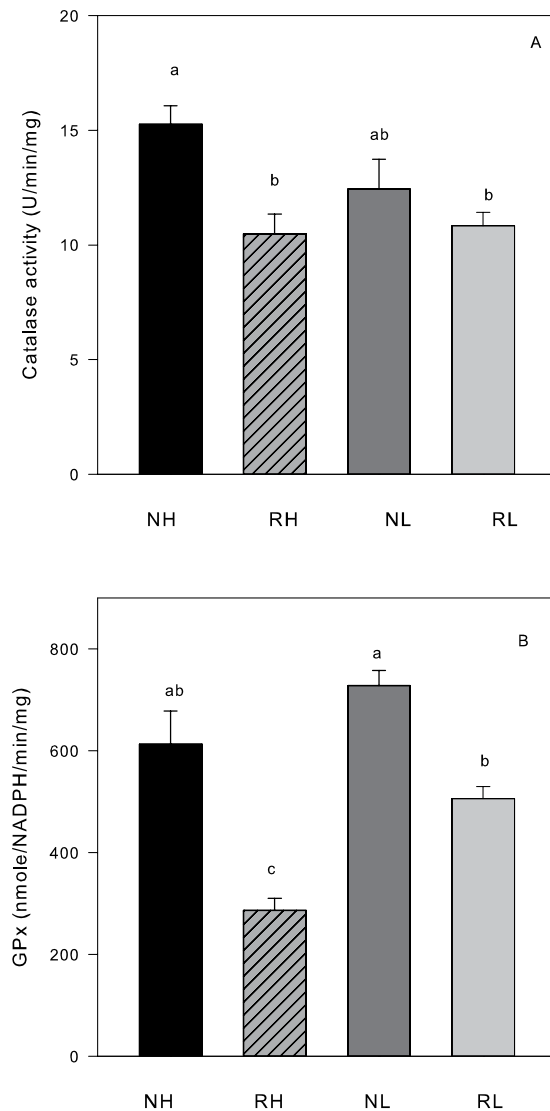 20
A
a
15
ab
b
b
10
5
0
Catalase activity (U/min/mg)
NH RH NL RL
B
800
a
ab
600
b
400
c
200
0
GPx (nmole/NADPH/min/mg)
NH RH NL RL